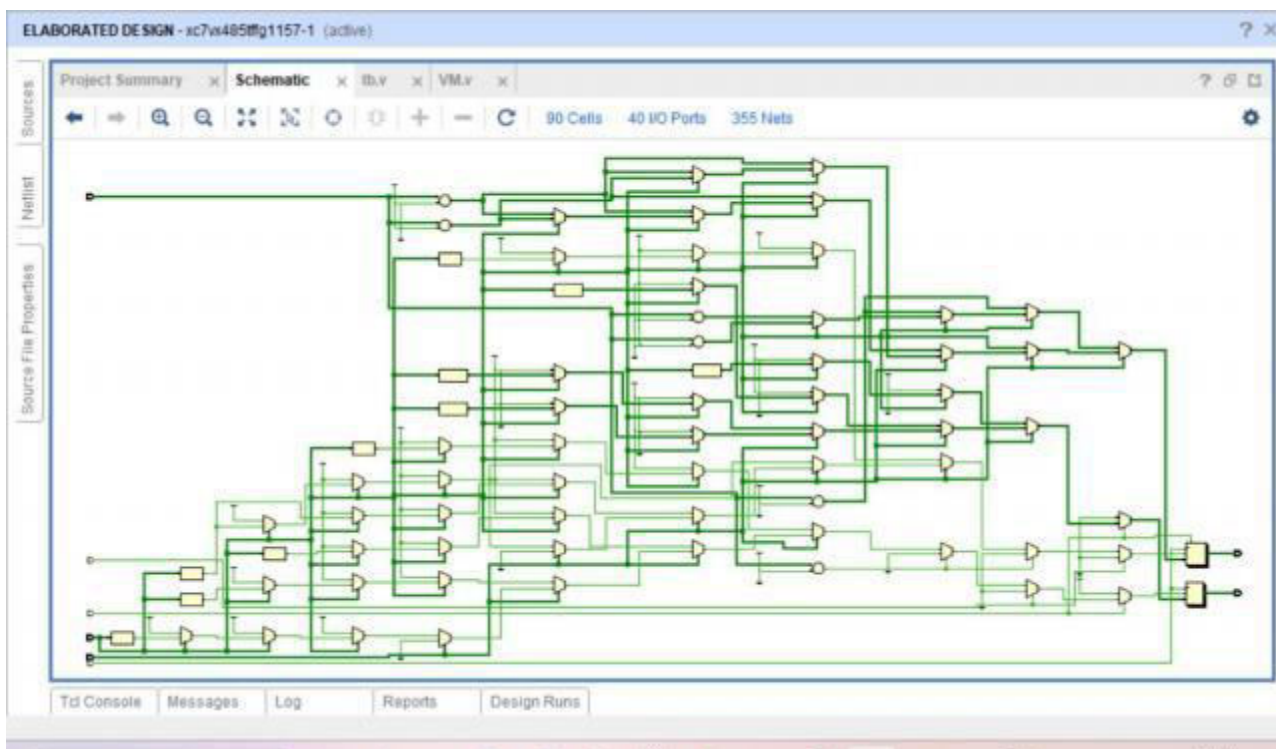 ELABORATED DESIGN - xc7vx485tffg1157-1 (active)
Project Summary × Schematic × tb.v × VM.v ×
90 Cells 40 I/O Ports 355 Nets
Sources
Netlist
Source File Properties
Tcl Console Messages Log Reports Design Runs